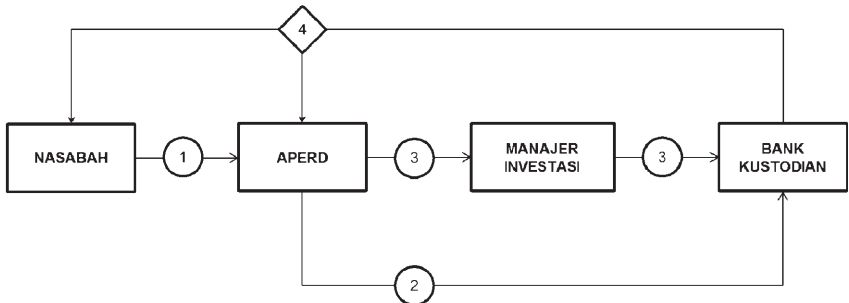 4
NASABAH
1
APERD
3
MANAJER
INVESTASI
3
BANK
KUSTODIAN
2